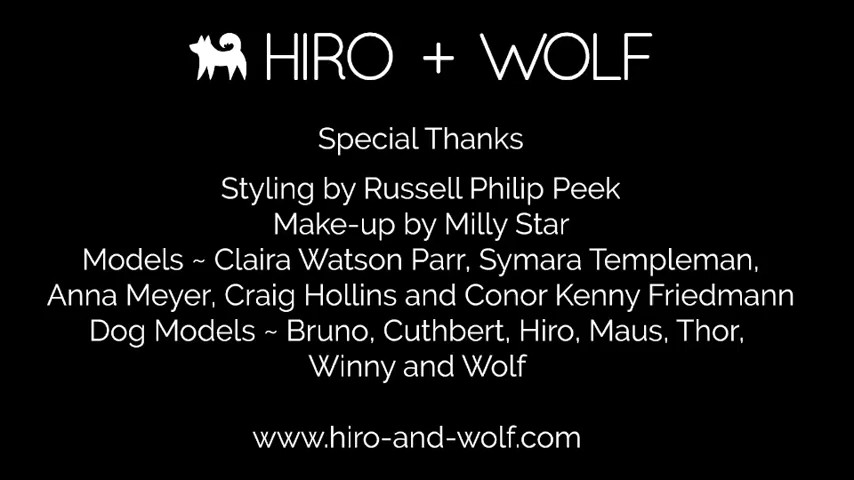 HIRO + WOLF
Special Thanks
Styling by Russell Philip Peek
Make-up by Milly Star
Models ~ Claira Watson Parr, Symara Templeman,
Anna Meyer, Craig Hollins and Conor Kenny Friedmann
Dog Models ~ Bruno, Cuthbert, Hiro, Maus, Thor,
Winny and Wolf
www.hiro-and-wolf.com